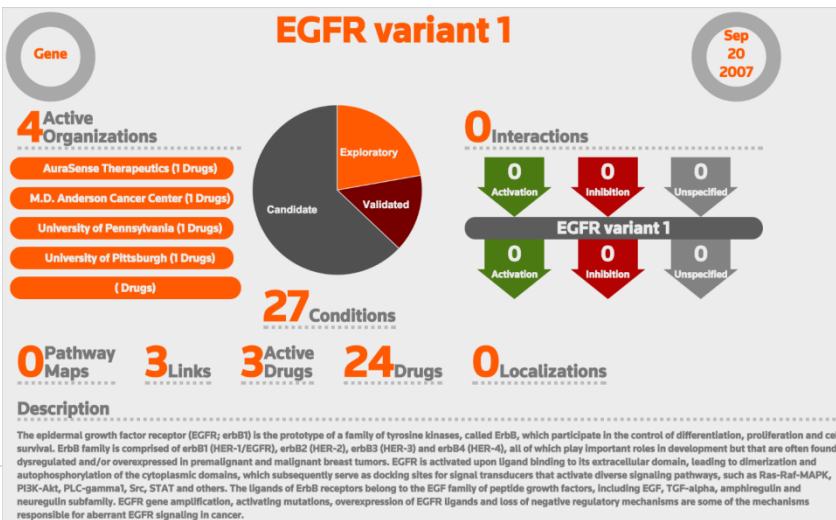 EGFR variant 1
Gene
Sep
20
2007
4 Active
Organizations
AuraSense Therapeutics (1 Drugs)
M.D. Anderson Cancer Center (1 Drugs)
University of Pennsylvania (1 Drugs)
University of Pittsburgh (1 Drugs)
( Drugs)
Exploratory
Validated
Candidate
27 Conditions
0 Interactions
0
Activation
0
Inhibition
0
Unspecified
EGFR variant 1
0
Activation
0
Inhibition
0
Unspecified
0 Pathway
Maps
3 Links
3 Active
Drugs
24 Drugs
0 Localizations
Description
The epidermal growth factor receptor (EGFR; erbB1) is the prototype of a family of tyrosine kinases, called ErbB, which participate in the control of differentiation, proliferation and
survival. ErbB family is comprised of erbB1 (HER-1/EGFR), erbB2 (HER-2), erbB3 (HER-3) and erbB4 (HER-4), all of which play important roles in development but that are often found
dysregulated and/or overexpressed in premalignant and malignant breast tumors. EGFR is activated upon ligand binding to its extracellular domain, leading to dimerization and
autophosphorylation of the cytoplasmic domains, which subsequently serve as docking sites for signal transducers that activate diverse signaling pathways, such as Ras-Raf-MAPK,
PI3K-Akt, PLC-gamma1, Src, STAT and others. The ligands of ErbB receptors belong to the EGF family of peptide growth factors, including EGF, TGF-alpha, amphiregulin and
neuregulin subfamily. EGFR gene amplification, activating mutations, overexpression of EGFR ligands and loss of negative regulatory mechanisms are some of the mechanisms
responsible for aberrant EGFR signaling in cancer.